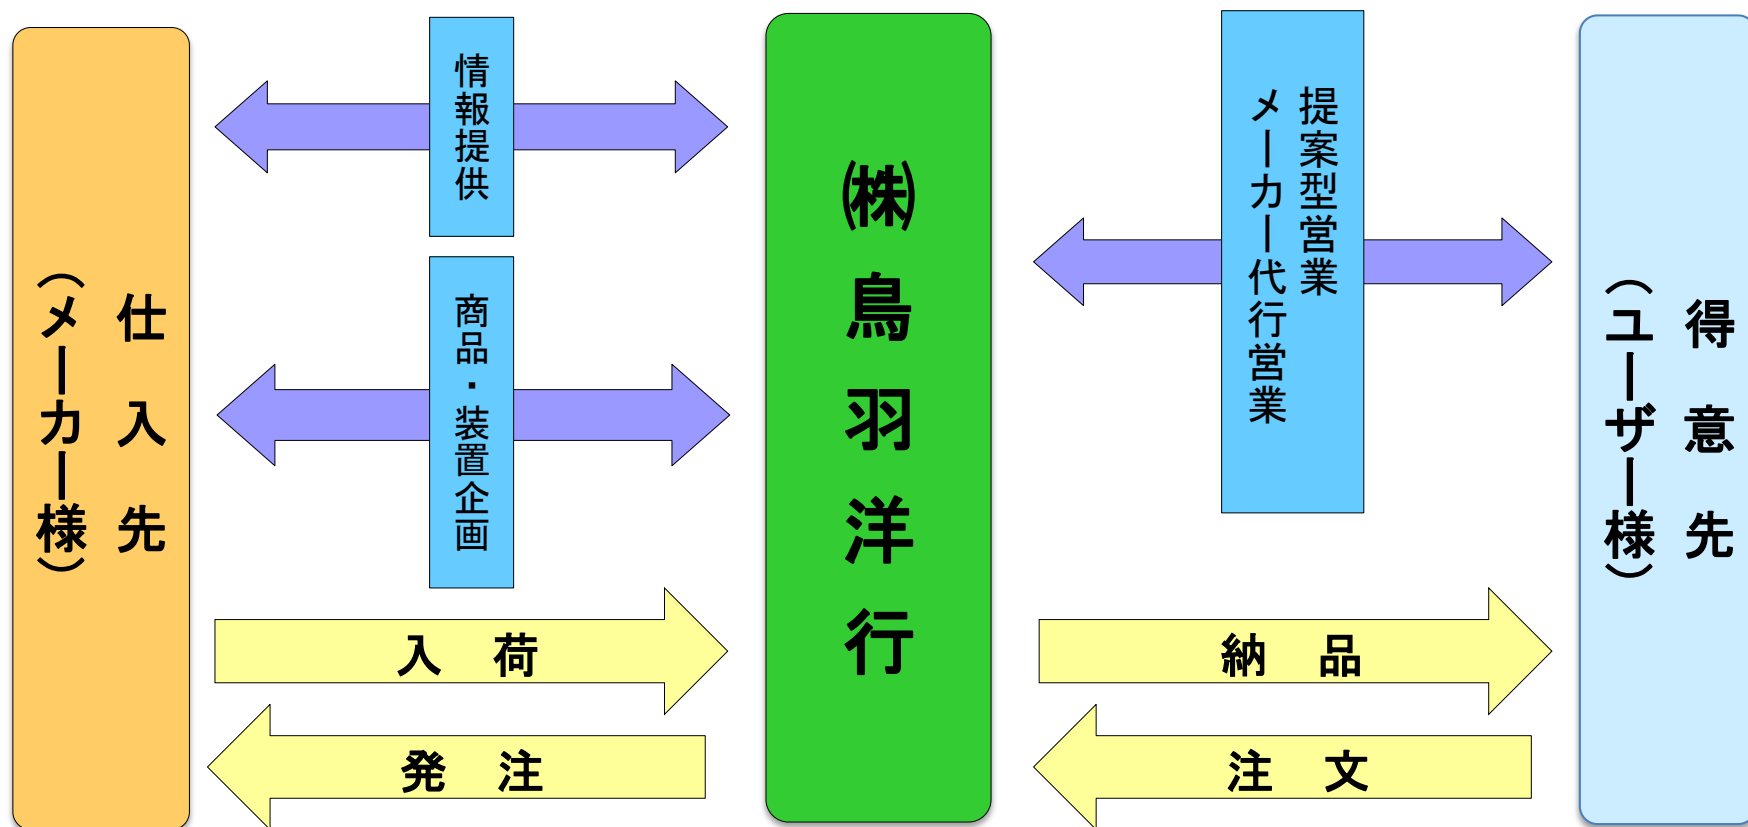 仕入先
（メーカー様）
情報提供
商品・装置企画
入荷
発注
㈱鳥羽洋行
提案型営業
メーカー代行営業
納品
注文
得意先
（ユーザー様）